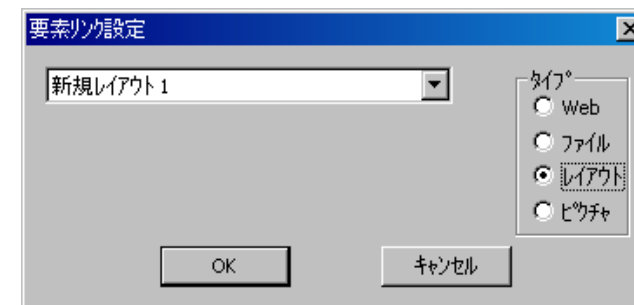 要素ﾘﾝｸ設定
新規ﾚｲｱｳﾄ 1
ﾀｲﾌﾟ
Web
ﾌｧｲﾙ
ﾚｲｱｳﾄ
ﾋﾟｸﾁｬ
OK
ｷｬﾝｾﾙ